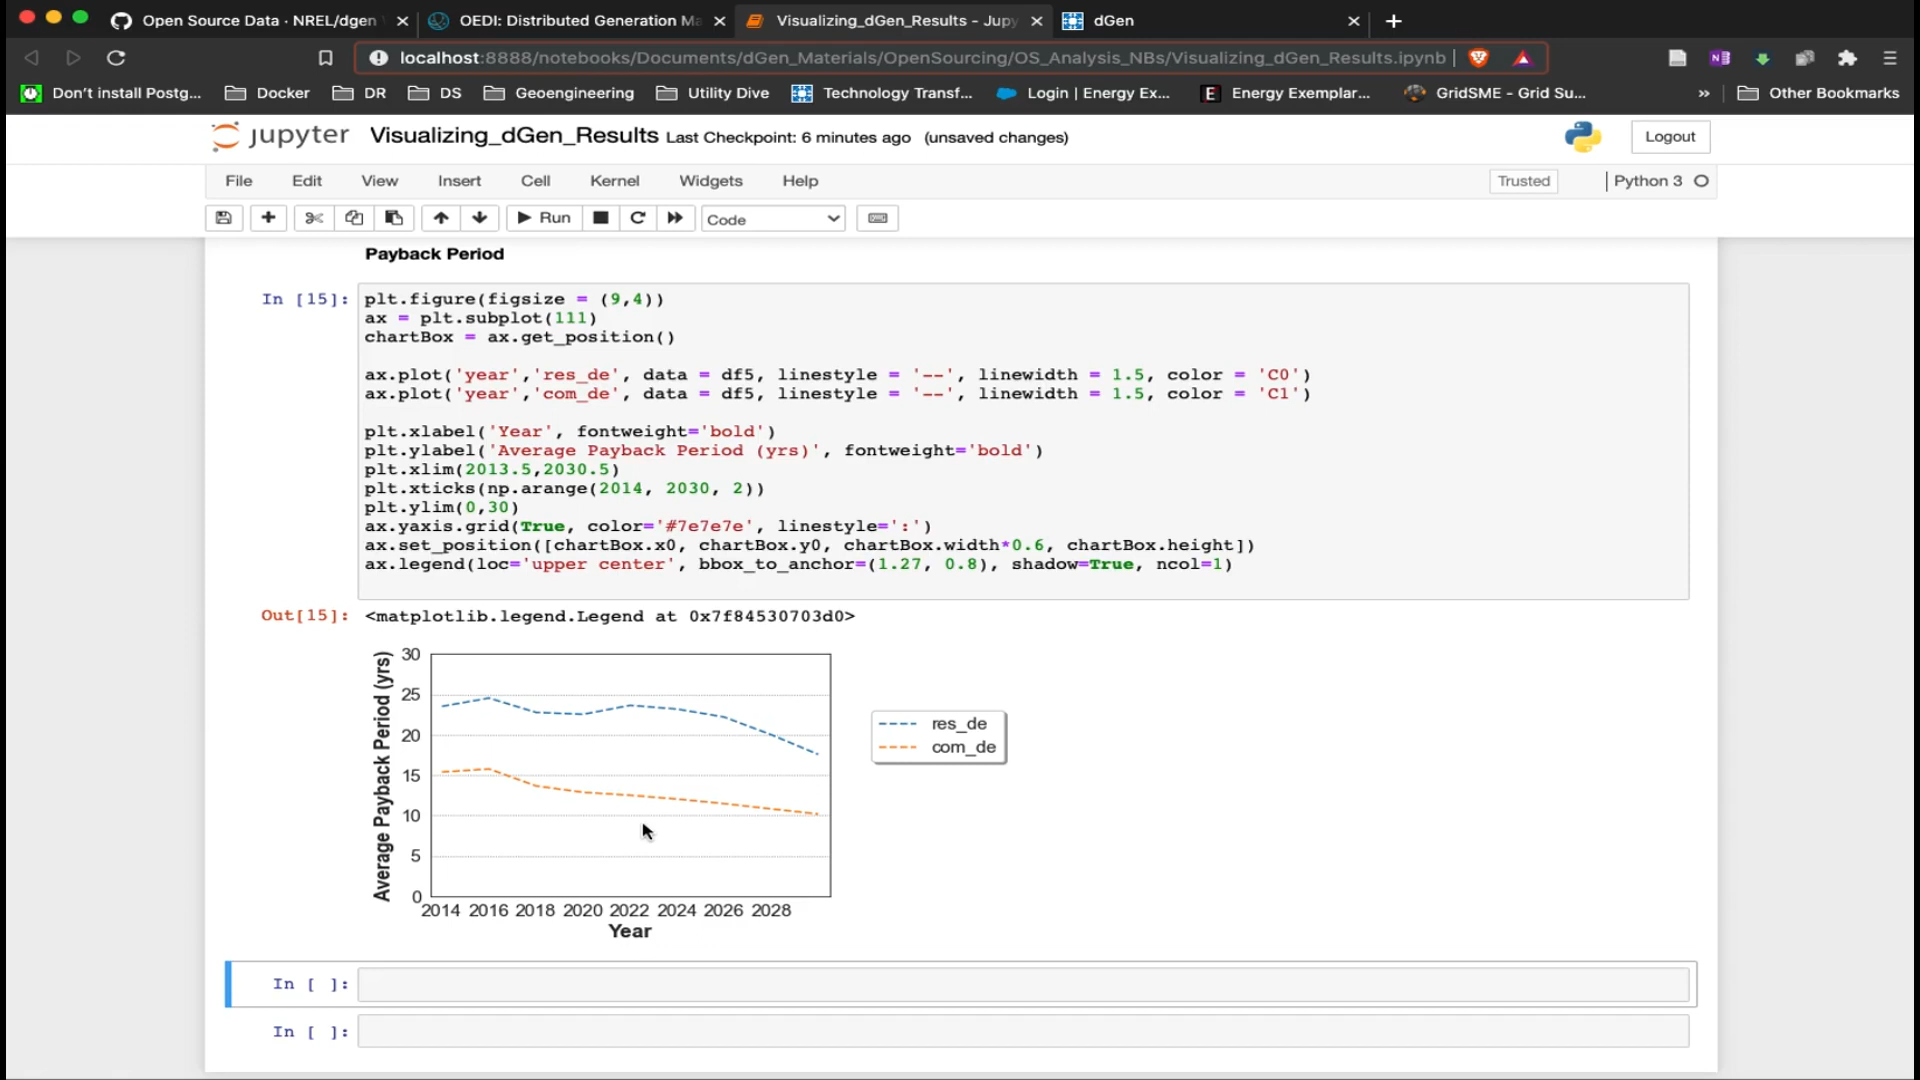 Open Source Data · NREL/dgen
OEDI: Distributed Generation Ma
Visualizing_dGen_Results - Jupy
dGen
localhost:8888/notebooks/Documents/dGen_Materials/OpenSourcing/OS_Analysis_NBs/Visualizing_dGen_Results.ipynb
Don't install Postg...
Docker
DR
DS
Geoengineering
Utility Dive
Technology Transf...
Login | Energy Ex...
Energy Exemplar...
GridSME - Grid Su...
Other Bookmarks
jupyter Visualizing_dGen_Results Last Checkpoint: 6 minutes ago (unsaved changes)
Logout
File Edit View Insert Cell Kernel Widgets Help
Trusted
Python 3
Run
Code
Payback Period
In [15]:
plt.figure(figsize = (9,4))
ax = plt.subplot(111)
chartBox = ax.get_position()
ax.plot('year','res_de', data = df5, linestyle = '--', linewidth = 1.5, color = 'C0')
ax.plot('year','com_de', data = df5, linestyle = '--', linewidth = 1.5, color = 'C1')
plt.xlabel('Year', fontweight='bold')
plt.ylabel('Average Payback Period (yrs)', fontweight='bold')
plt.xlim(2013.5,2030.5)
plt.xticks(np.arange(2014, 2030, 2))
plt.ylim(0,30)
ax.yaxis.grid(True, color='#7e7e7e', linestyle=':')
ax.set_position([chartBox.x0, chartBox.y0, chartBox.width*0.6, chartBox.height])
ax.legend(loc='upper center', bbox_to_anchor=(1.27, 0.8), shadow=True, ncol=1)
Out[15]: <matplotlib.legend.Legend at 0x7f84530703d0>
Average Payback Period (yrs)
30
25
20
15
10
5
0
2014 2016 2018 2020 2022 2024 2026 2028
Year
res_de
com_de
In [ ]:
In [ ]: